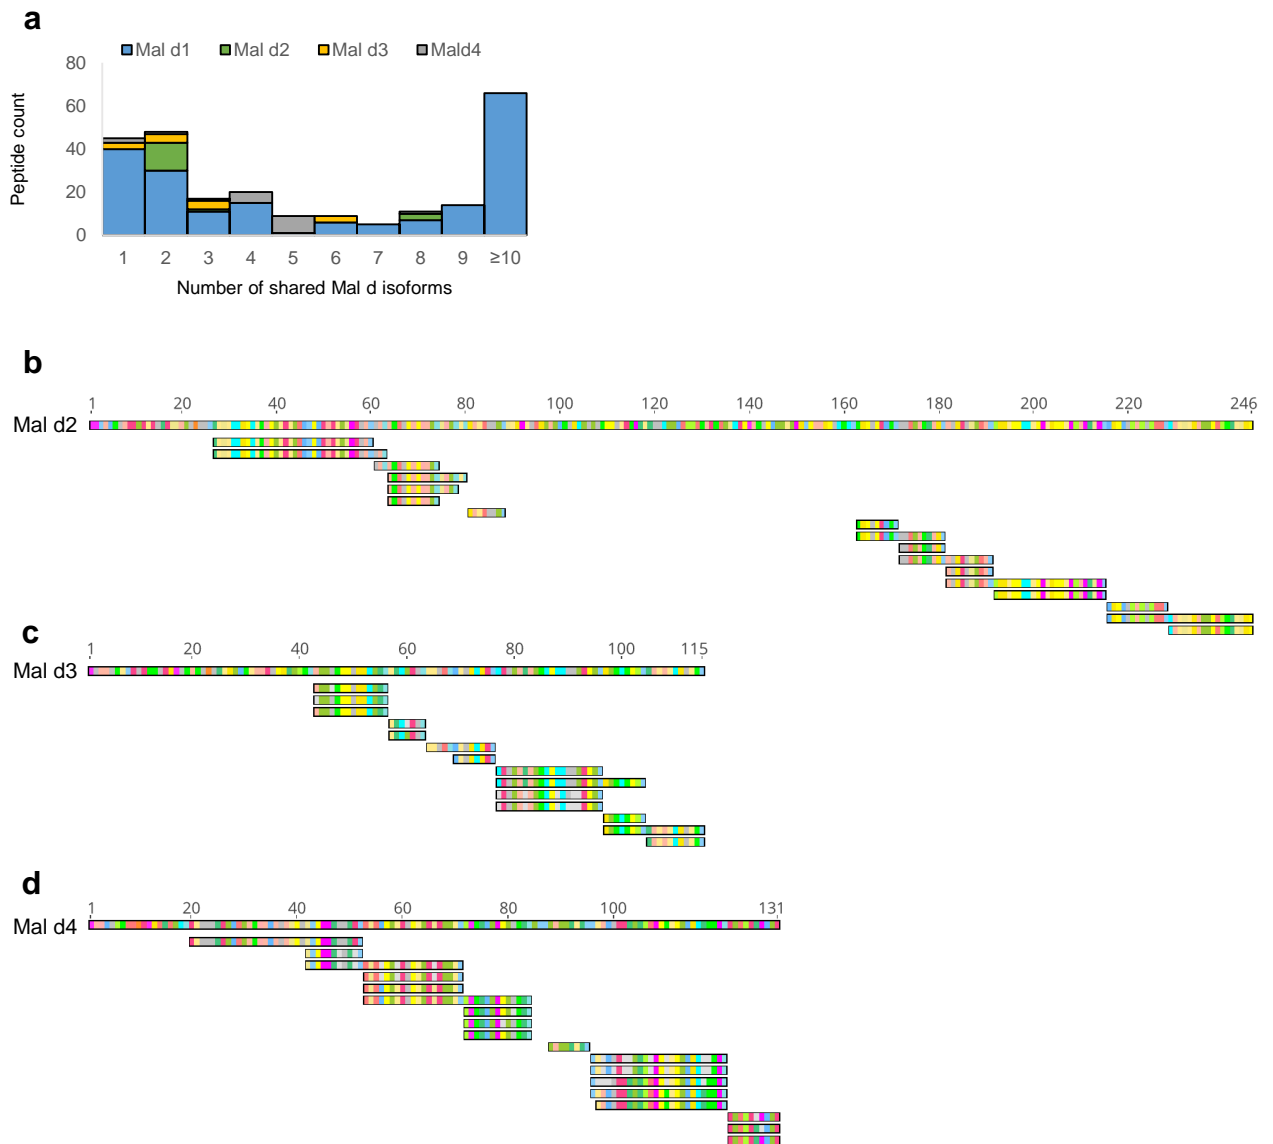 a
Mal d1 Mal d2 Mal d3 Mald4
80
60
40
20
0
Peptide count
1 2 3 4 5 6 7 8 9 ≥10
Number of shared Mal d isoforms
b
1 20 40 60 80 100 120 140 160 180 200 220 246
Mal d2
c
1 20 40 60 80 100 115
Mal d3
d
1 20 40 60 80 100 131
Mal d4